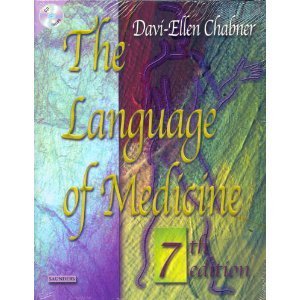 Davi-Ellen Chabner
The
Language
of Medicine
7th
edition
SAUNDERS